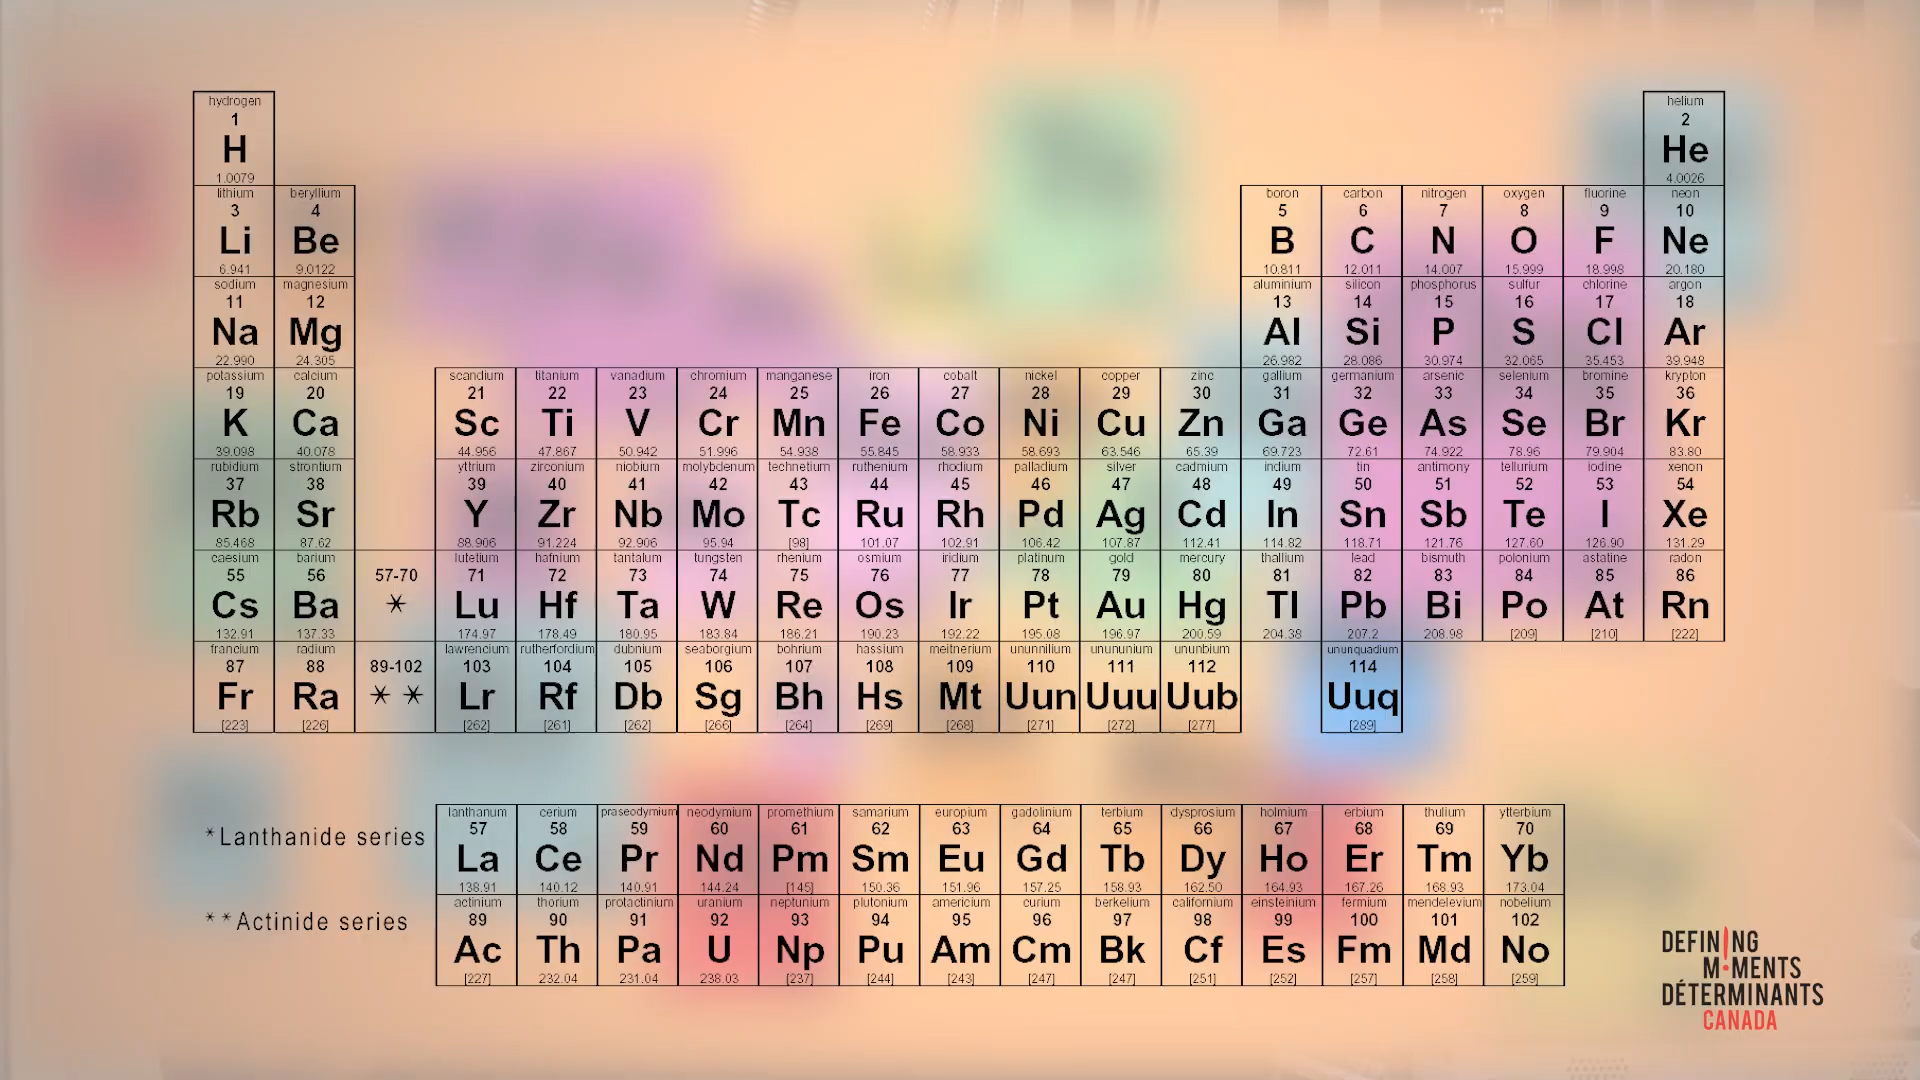 hydrogen helium
1 2
H He
1.0079 4.0026
lithium beryllium boron carbon nitrogen oxygen fluorine neon
3 4 5 6 7 8 9 10
Li Be B C N O F Ne
6.941 9.0122 10.811 12.011 14.007 15.999 18.998 20.180
sodium magnesium aluminium silicon phosphorus sulfur chlorine argon
11 12 13 14 15 16 17 18
Na Mg Al Si P S Cl Ar
22.990 24.305 26.982 28.086 30.974 32.065 35.453 39.948
potassium calcium scandium titanium vanadium chromium manganese iron cobalt nickel copper zinc gallium germanium arsenic selenium bromine krypton
19 20 21 22 23 24 25 26 27 28 29 30 31 32 33 34 35 36
K Ca Sc Ti V Cr Mn Fe Co Ni Cu Zn Ga Ge As Se Br Kr
39.098 40.078 44.956 47.867 50.942 51.996 54.938 55.845 58.933 58.693 63.546 65.39 69.723 72.61 74.922 78.96 79.904 83.80
rubidium strontium yttrium zirconium niobium molybdenum technetium ruthenium rhodium palladium silver cadmium indium tin antimony tellurium iodine xenon
37 38 39 40 41 42 43 44 45 46 47 48 49 50 51 52 53 54
Rb Sr Y Zr Nb Mo Tc Ru Rh Pd Ag Cd In Sn Sb Te I Xe
85.468 87.62 88.906 91.224 92.906 95.94 [98] 101.07 102.91 106.42 107.87 112.41 114.82 118.71 121.76 127.60 126.90 131.29
caesium barium lutetium hafnium tantalum tungsten rhenium osmium iridium platinum gold mercury thallium lead bismuth polonium astatine radon
55 56 57-70 71 72 73 74 75 76 77 78 79 80 81 82 83 84 85 86
Cs Ba * Lu Hf Ta W Re Os Ir Pt Au Hg Tl Pb Bi Po At Rn
132.91 137.33 174.97 178.49 180.95 183.84 186.21 190.23 192.22 195.08 196.97 200.59 204.38 207.2 208.98 [209] [210] [222]
francium radium lawrencium rutherfordium dubnium seaborgium bohrium hassium meitnerium ununnilium unununium ununbium ununquadium
87 88 89-102 103 104 105 106 107 108 109 110 111 112 114
Fr Ra * * Lr Rf Db Sg Bh Hs Mt Uun Uuu Uub Uuq
[223] [226] [262] [261] [262] [266] [264] [269] [268] [271] [272] [277] [289]
lanthanum cerium praseodymium neodymium promethium samarium europium gadolinium terbium dysprosium holmium erbium thulium ytterbium
57 58 59 60 61 62 63 64 65 66 67 68 69 70
*Lanthanide series La Ce Pr Nd Pm Sm Eu Gd Tb Dy Ho Er Tm Yb
138.91 140.12 140.91 144.24 [145] 150.36 151.96 157.25 158.93 162.50 164.93 167.26 168.93 173.04
actinium thorium protactinium uranium neptunium plutonium americium curium berkelium californium einsteinium fermium mendelevium nobelium
89 90 91 92 93 94 95 96 97 98 99 100 101 102
**Actinide series Ac Th Pa U Np Pu Am Cm Bk Cf Es Fm Md No
[227] 232.04 231.04 238.03 [237] [244] [243] [247] [247] [251] [252] [257] [258] [259]
DEFIN!NG
M•MENTS
DÉTERMINANTS
CANADA